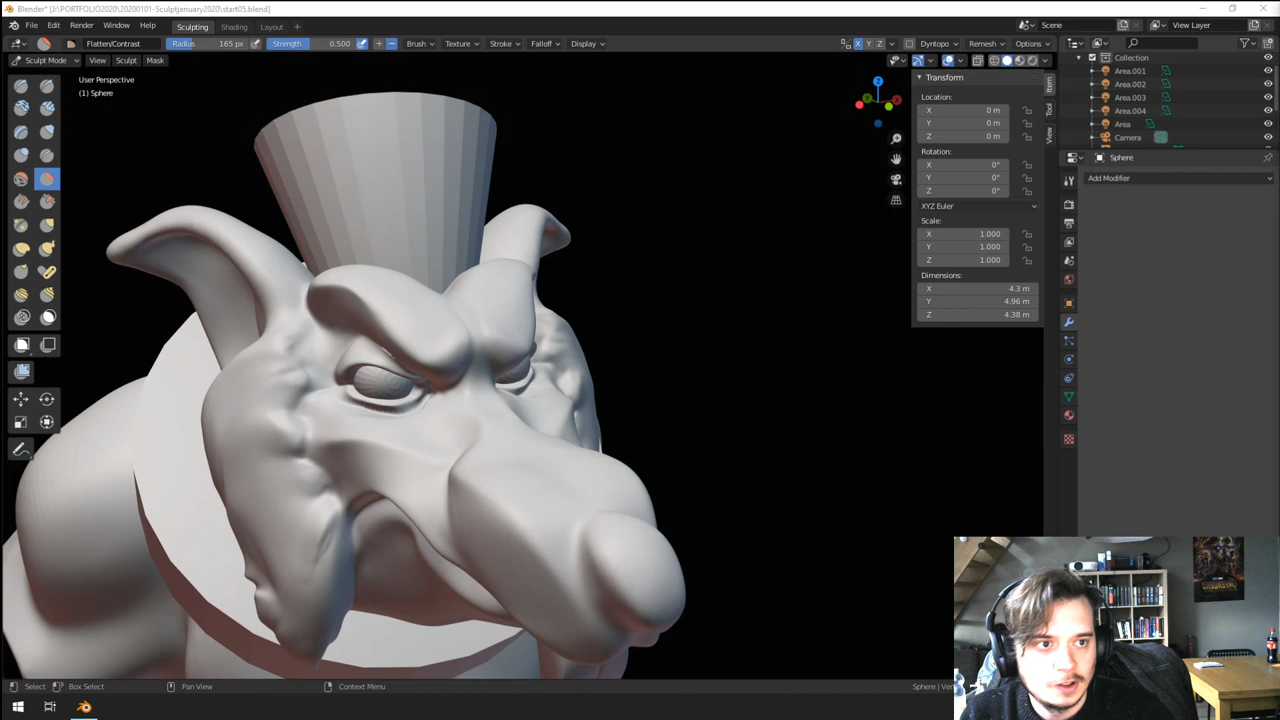 Blender* [J:\PORTFOLIO2020\20200101-Sculptjanuary2020\start05.blend]
File Edit Render Window Help Sculpting Shading Layout Scene View Layer
Flatten/Contrast Radius 165 px Strength 0.500 Brush Texture Stroke Falloff Display X Y Z Dyntopo Remesh Options
Sculpt Mode View Sculpt Mask
User Perspective
(1) Sphere
Transform
Location:
X 0 m
Y 0 m
Z 0 m
Rotation:
X 0°
Y 0°
Z 0°
XYZ Euler
Scale:
X 1.000
Y 1.000
Z 1.000
Dimensions:
X 4.3 m
Y 4.96 m
Z 4.38 m
Item
Tool
View
Collection
Area.001
Area.002
Area.003
Area.004
Area
Camera
Sphere
Add Modifier
Select Box Select Pan View Context Menu Sphere | Ver